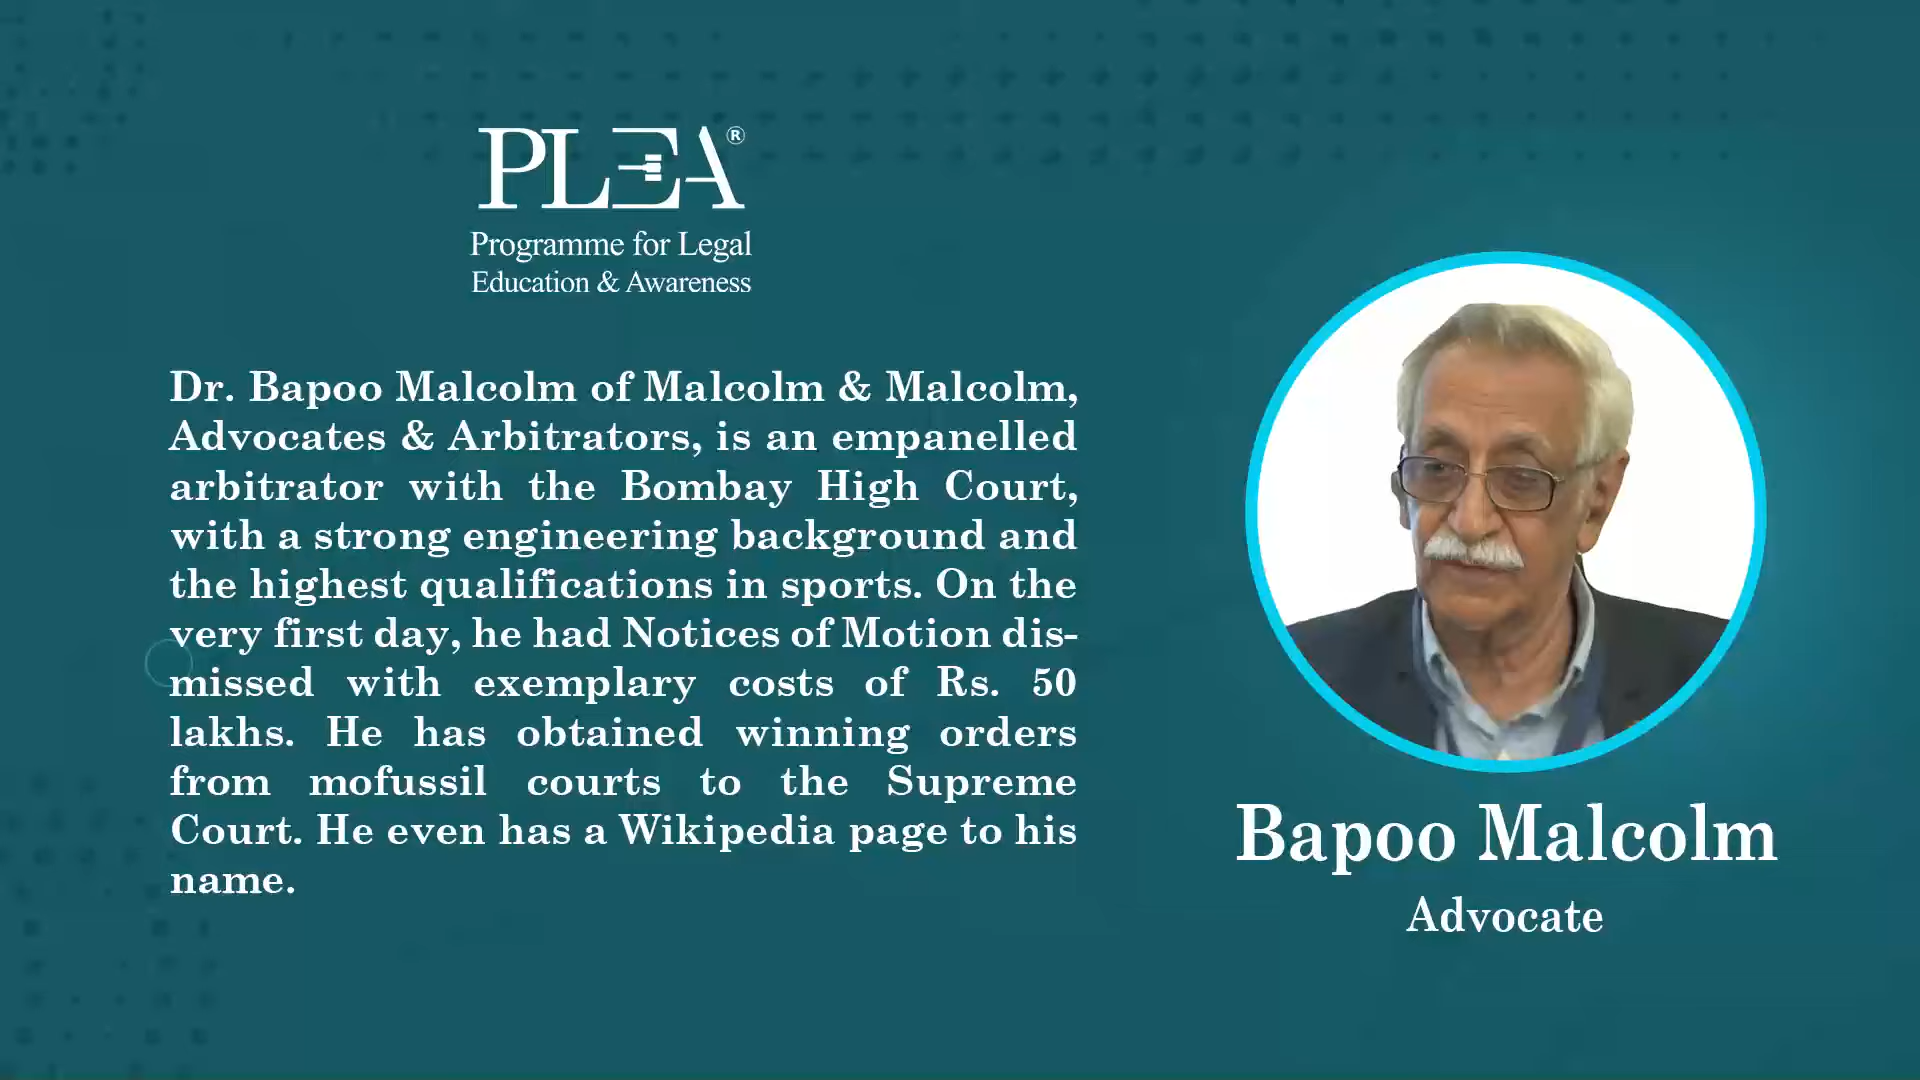 PLEA®
Programme for Legal
Education & Awareness
Dr. Bapoo Malcolm of Malcolm & Malcolm,
Advocates & Arbitrators, is an empanelled
arbitrator with the Bombay High Court,
with a strong engineering background and
the highest qualifications in sports. On the
very first day, he had Notices of Motion dis-
missed with exemplary costs of Rs. 50
lakhs. He has obtained winning orders
from mofussil courts to the Supreme
Court. He even has a Wikipedia page to his
name.
Bapoo Malcolm
Advocate